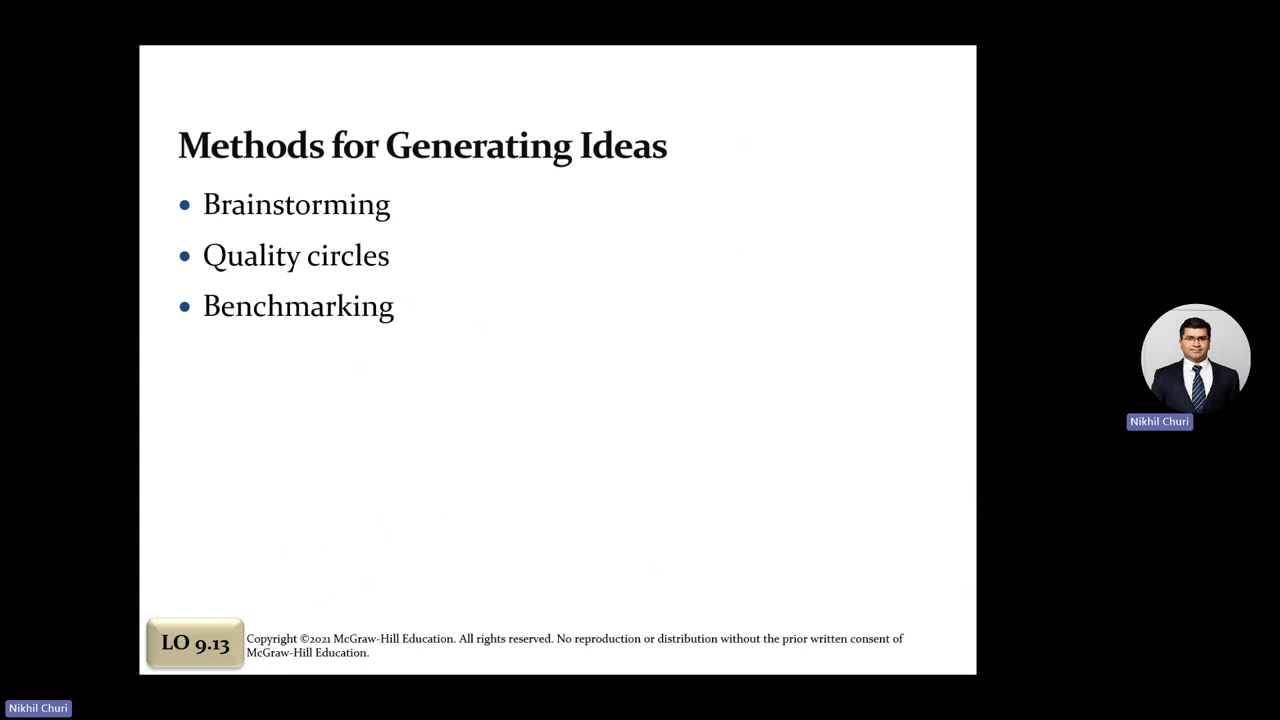 Methods for Generating Ideas
• Brainstorming
• Quality circles
• Benchmarking
Nikhil Churi
LO 9.13
Copyright ©2021 McGraw-Hill Education. All rights reserved. No reproduction or distribution without the prior written consent of
McGraw-Hill Education.
Nikhil Churi